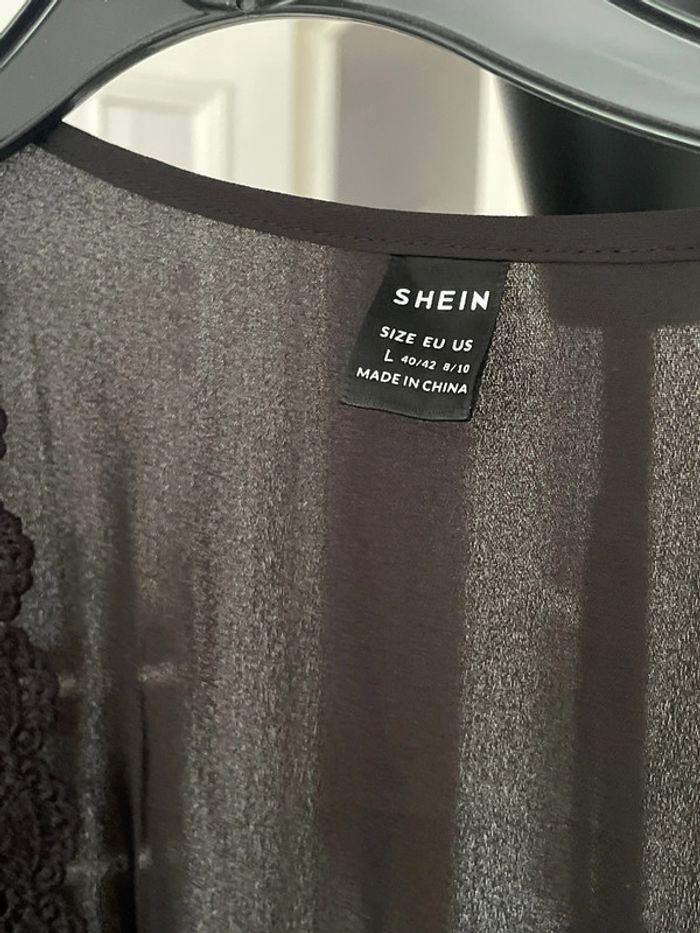 SHEIN
SIZE EU US
L 40/42 8/10
MADE IN CHINA